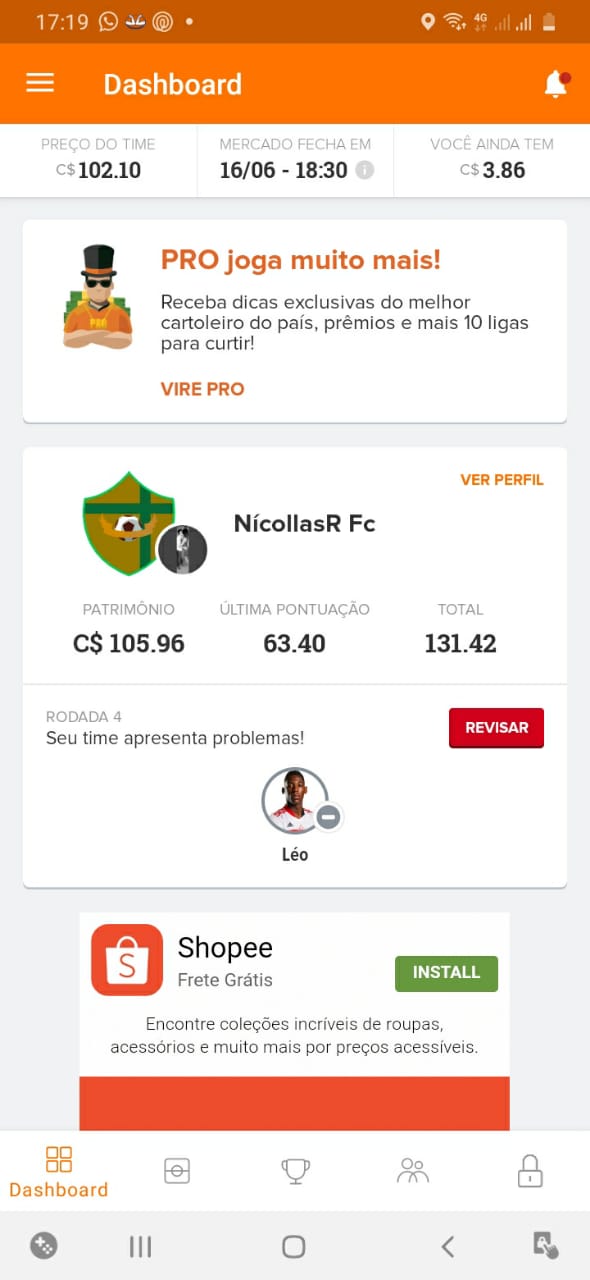 17:19
4G
Dashboard
PREÇO DO TIME
C$ 102.10
MERCADO FECHA EM
16/06 - 18:30
VOCÊ AINDA TEM
C$ 3.86
PRO
PRO joga muito mais!
Receba dicas exclusivas do melhor
cartoleiro do país, prêmios e mais 10 ligas
para curtir!
VIRE PRO
VER PERFIL
NícollasR Fc
PATRIMÔNIO
C$ 105.96
ÚLTIMA PONTUAÇÃO
63.40
TOTAL
131.42
RODADA 4
Seu time apresenta problemas!
REVISAR
Léo
S
Shopee
Frete Grátis
INSTALL
Encontre coleções incríveis de roupas,
acessórios e muito mais por preços acessíveis.
Dashboard